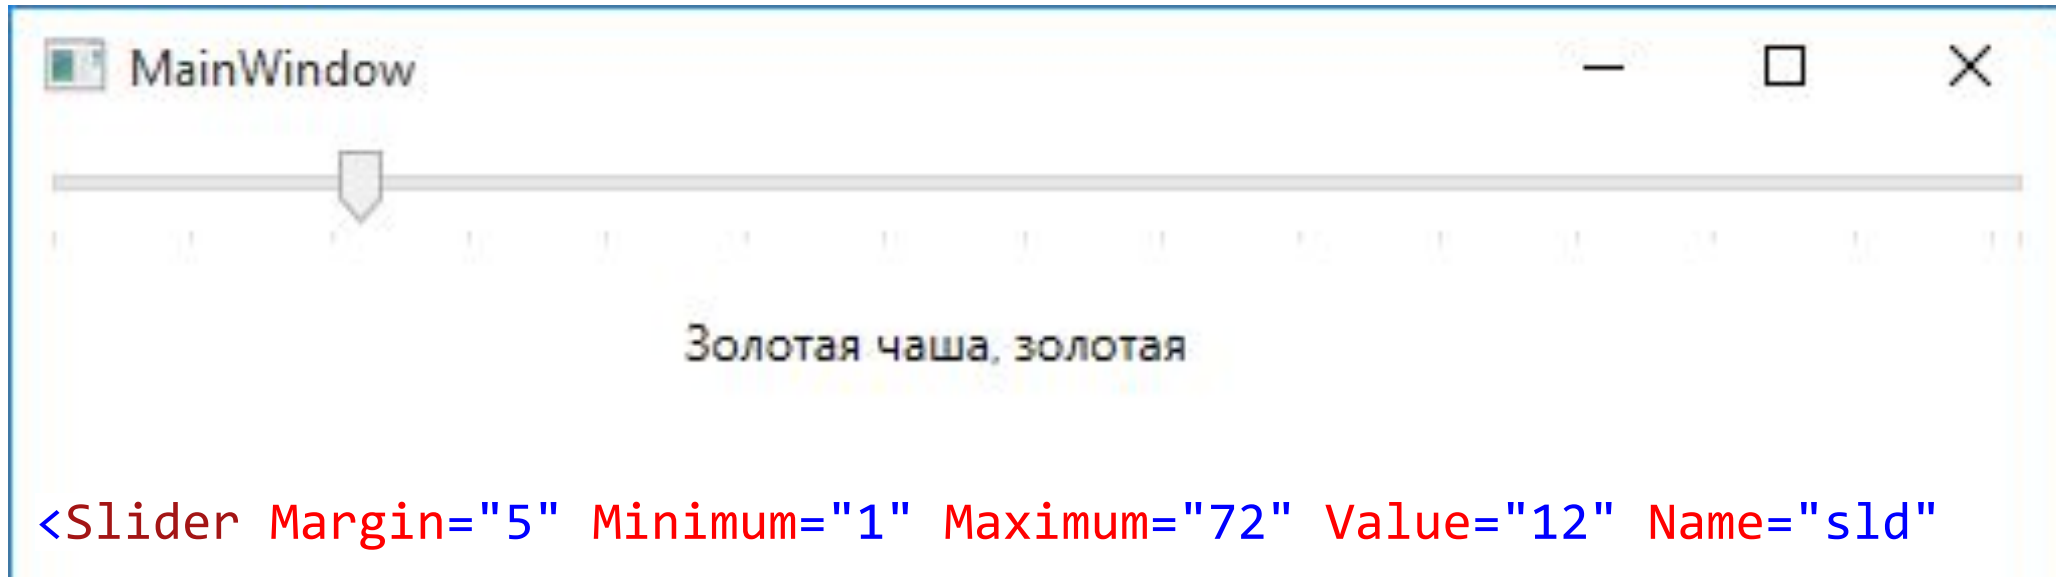 MainWindow
Золотая чаша, золотая
<Slider Margin="5" Minimum="1" Maximum="72" Value="12" Name="sld"